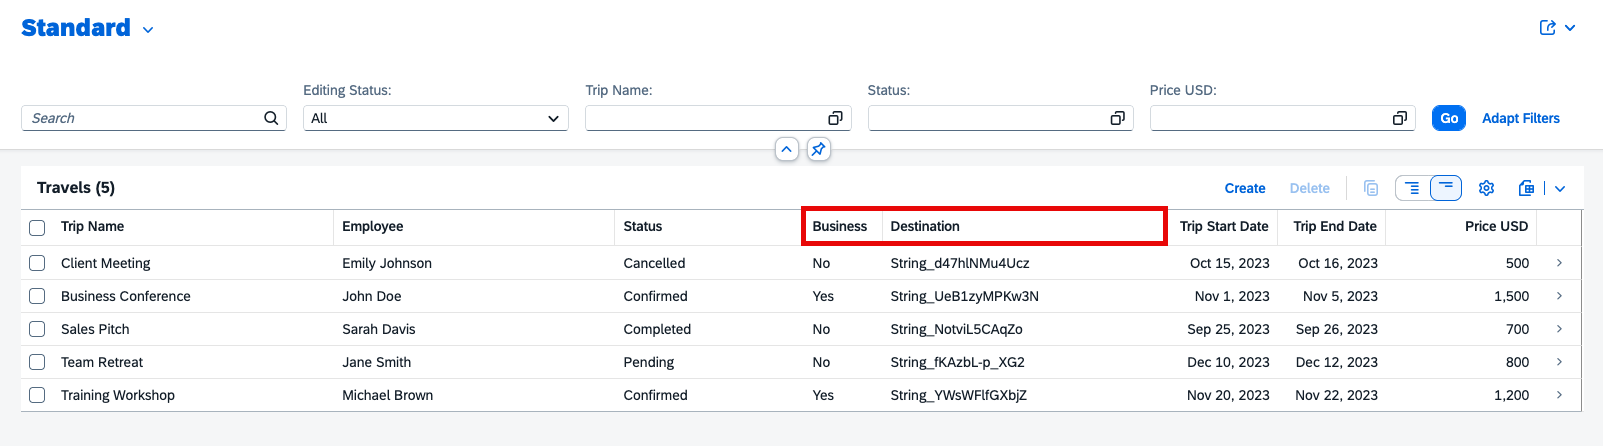 Standard
Editing Status: Trip Name: Status: Price USD:
Search All Go Adapt Filters
Travels (5) Create Delete
Trip Name Employee Status Business Destination Trip Start Date Trip End Date Price USD
Client Meeting Emily Johnson Cancelled No String_d47hlNMu4Ucz Oct 15, 2023 Oct 16, 2023 500
Business Conference John Doe Confirmed Yes String_UeB1zyMPKw3N Nov 1, 2023 Nov 5, 2023 1,500
Sales Pitch Sarah Davis Completed No String_NotviL5CAqZo Sep 25, 2023 Sep 26, 2023 700
Team Retreat Jane Smith Pending No String_fKAzbL-p_XG2 Dec 10, 2023 Dec 12, 2023 800
Training Workshop Michael Brown Confirmed Yes String_YWsWFlfGXbjZ Nov 20, 2023 Nov 22, 2023 1,200